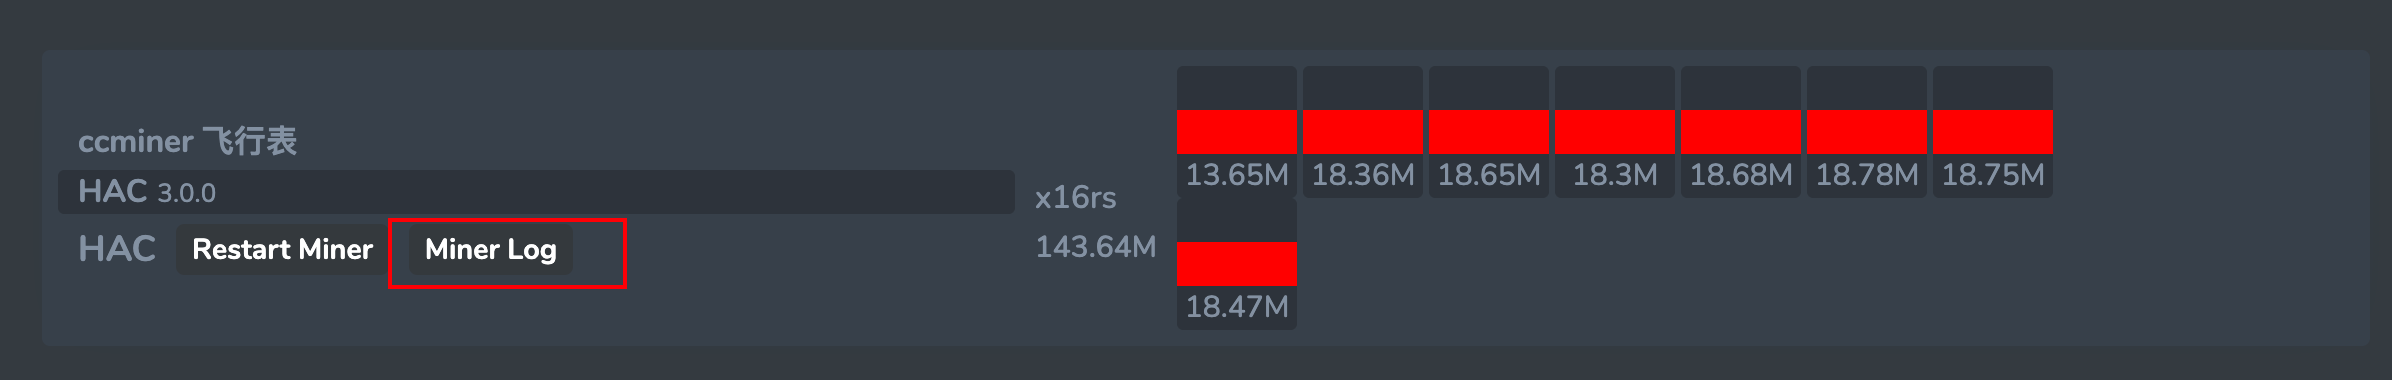 ccminer 飞行表
HAC 3.0.0
HAC Restart Miner Miner Log
x16rs
143.64M
13.65M 18.36M 18.65M 18.3M 18.68M 18.78M 18.75M
18.47M